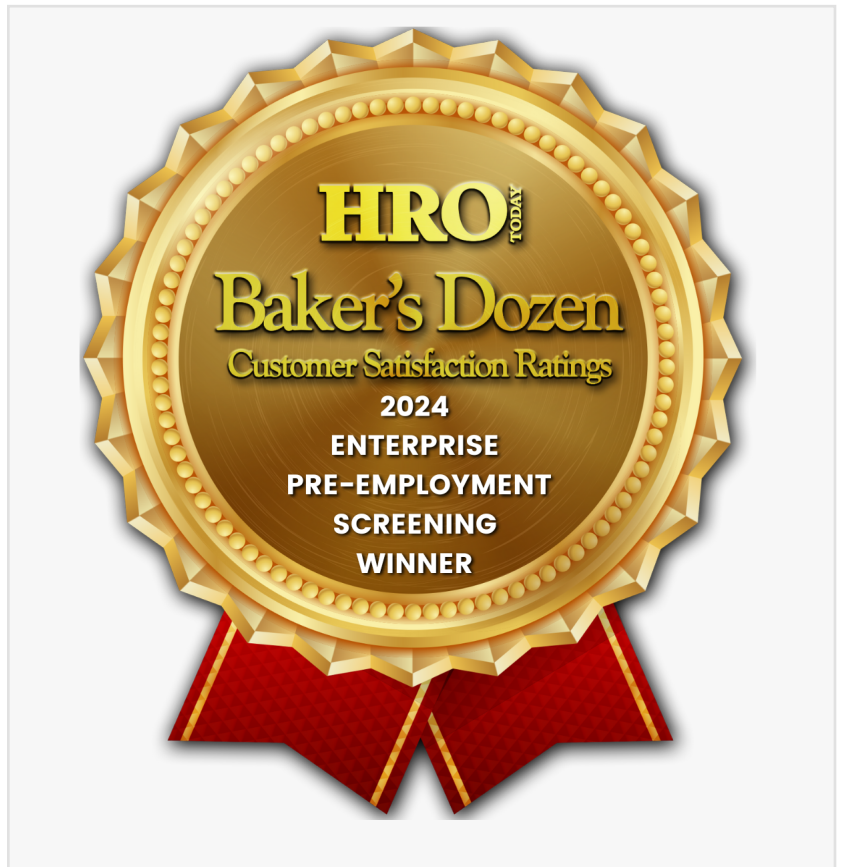 HRO TODAY
Baker's Dozen
Customer Satisfaction Ratings
2024
ENTERPRISE
PRE-EMPLOYMENT
SCREENING
WINNER